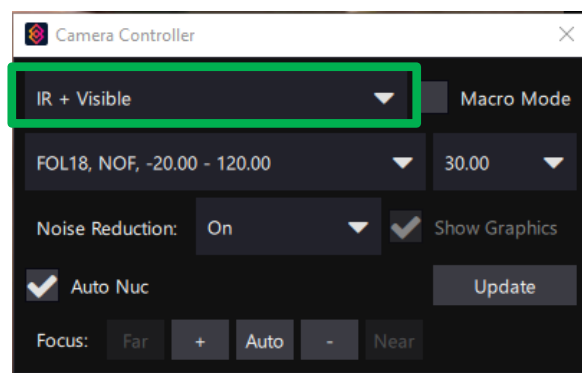 Camera Controller
IR + Visible Macro Mode
FOL18, NOF, -20.00 - 120.00 30.00
Noise Reduction: On Show Graphics
Auto Nuc Update
Focus: Far + Auto - Near